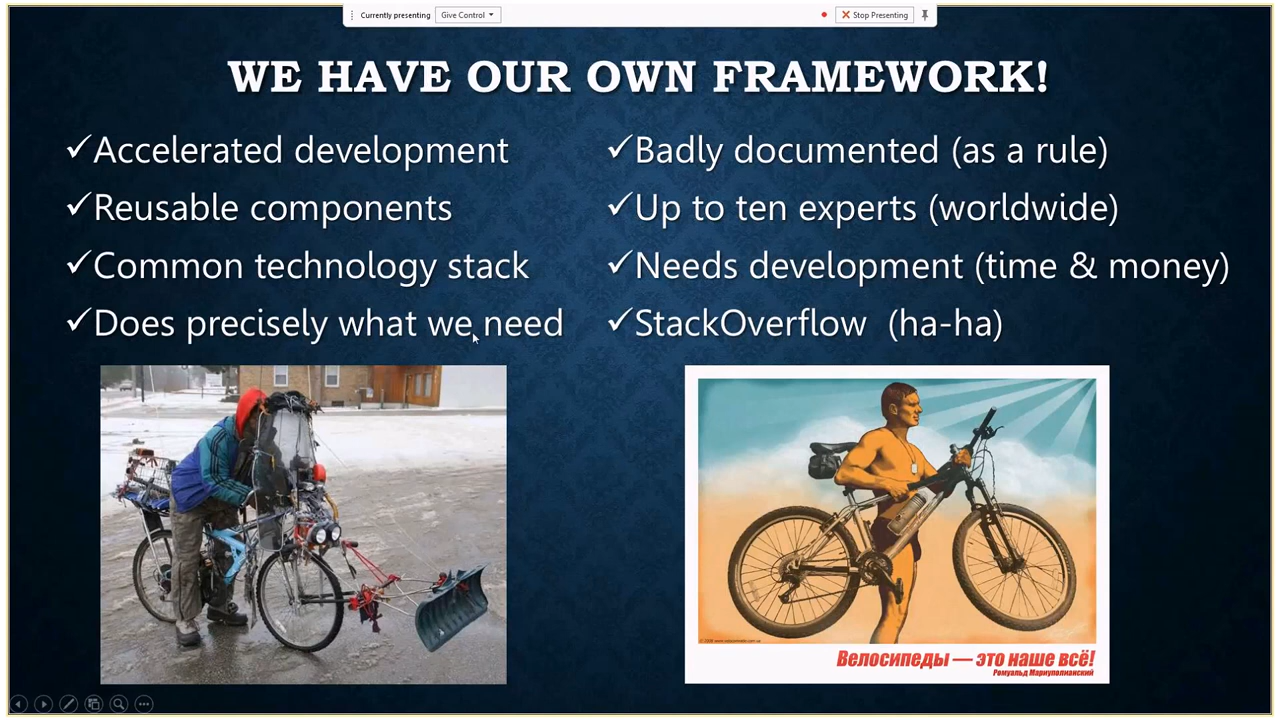 Currently presenting
Give Control
Stop Presenting
WE HAVE OUR OWN FRAMEWORK!
Accelerated development
Reusable components
Common technology stack
Does precisely what we need
Badly documented (as a rule)
Up to ten experts (worldwide)
Needs development (time & money)
StackOverflow (ha-ha)
Велосипеды — это наше всё!
Ромуальд Мариуполианский